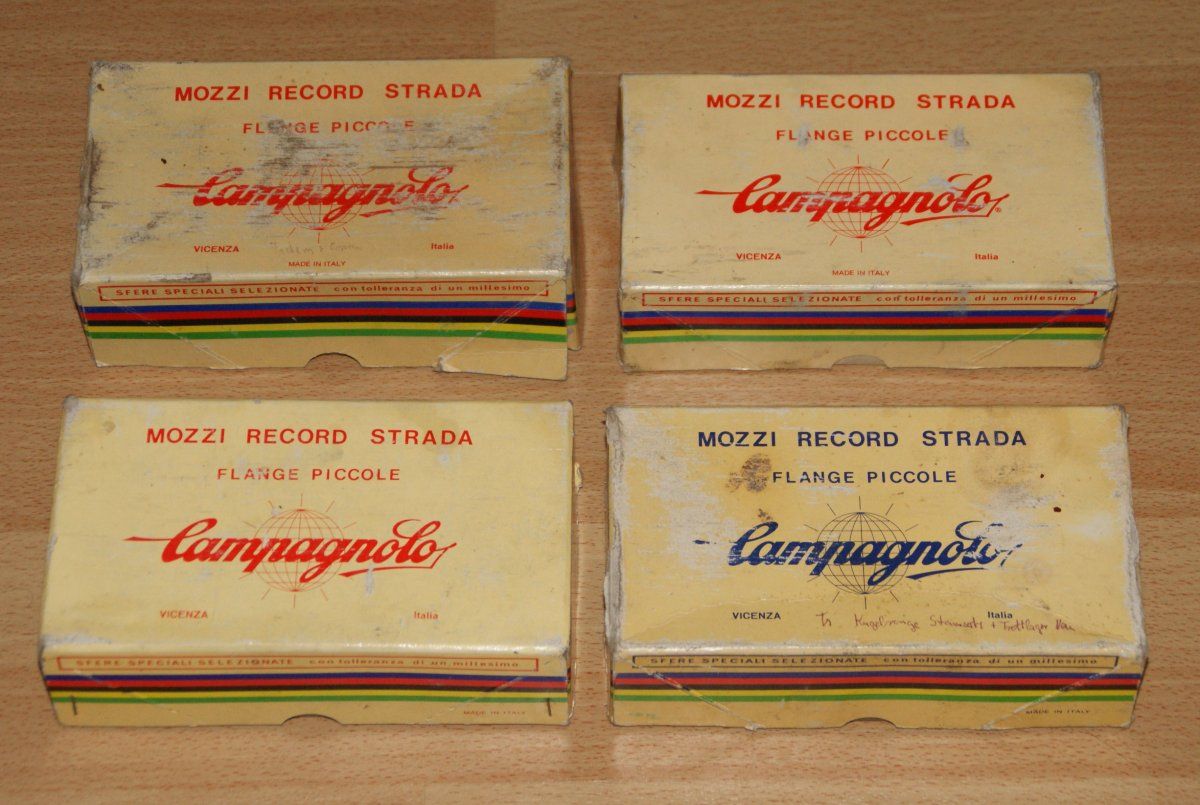 MOZZI RECORD STRADA
FLANGE PICCOLE
Campagnolo
VICENZA Italia
MADE IN ITALY
SFERE SPECIALI SELEZIONATE con tolleranza di un millesimo
MOZZI RECORD STRADA
FLANGE PICCOLE
Campagnolo®
VICENZA Italia
MADE IN ITALY
SFERE SPECIALI SELEZIONATE con tolleranza di un millesimo
MOZZI RECORD STRADA
FLANGE PICCOLE
Campagnolo
VICENZA Italia
SFERE SPECIALI SELEZIONATE con tolleranza di un millesimo
MADE IN ITALY
MOZZI RECORD STRADA
FLANGE PICCOLE
Campagnolo
VICENZA Italia
Kugelringe + Trettlager
SFERE SPECIALI SELEZIONATE con tolleranza di un millesimo
MADE IN ITALY